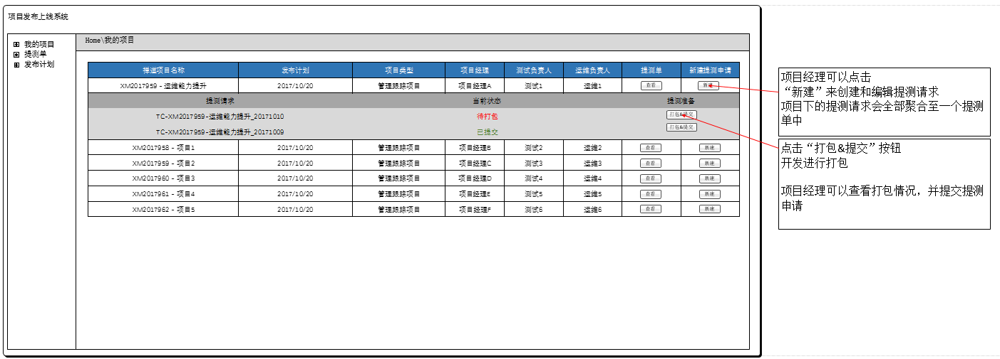 项目发布上线系统
我的项目
提测单
发布计划
Home\我的项目
禅道项目名称 发布计划 项目类型 项目经理 测试负责人 运维负责人 提测单 新建提测申请
XM2017959 - 运维能力提升 2017/10/20 管理跟踪项目 项目经理A 测试1 运维1 查看 新建
提测请求 当前状态 提测准备
TC-XM2017959-运维能力提升_20171010 待打包 打包&提交
TC-XM2017959-运维能力提升_20171009 已提交 打包&提交
XM2017958 - 项目1 2017/10/20 管理跟踪项目 项目经理B 测试2 运维2 查看 新建
XM2017959 - 项目2 2017/10/20 管理跟踪项目 项目经理C 测试3 运维3 查看 新建
XM2017960 - 项目3 2017/10/20 管理跟踪项目 项目经理D 测试4 运维4 查看 新建
XM2017961 - 项目4 2017/10/20 管理跟踪项目 项目经理E 测试5 运维5 查看 新建
XM2017962 - 项目5 2017/10/20 管理跟踪项目 项目经理F 测试6 运维6 查看 新建
项目经理可以点击
“新建”来创建和编辑提测请求
项目下的提测请求会全部聚合至一个提测
单中
点击“打包&提交”按钮
开发进行打包
项目经理可以查看打包情况，并提交提测
申请